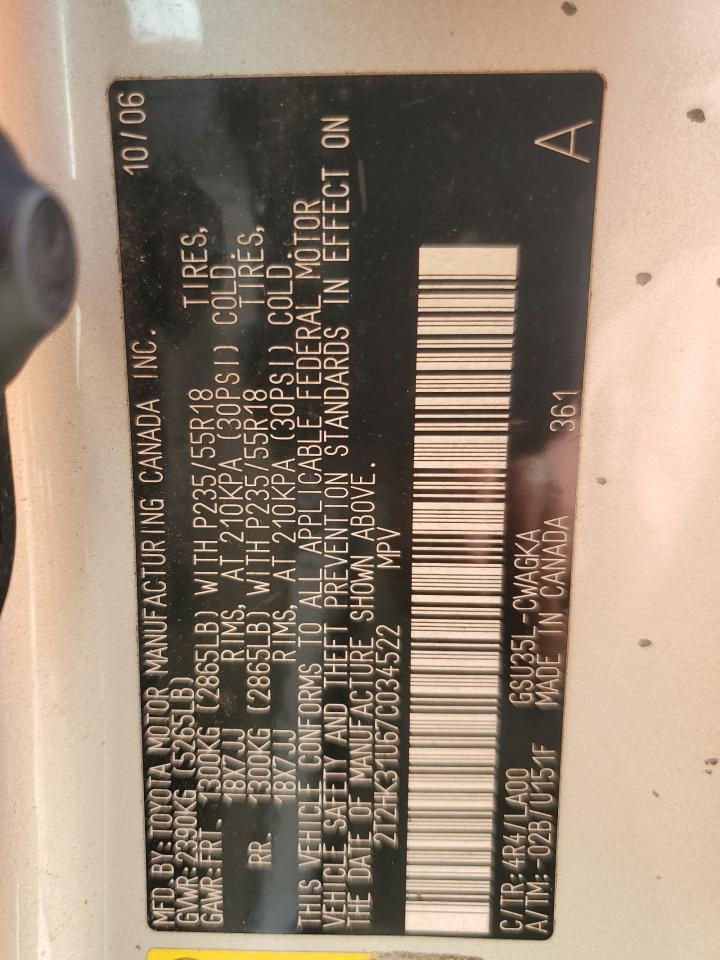 MFD.BY:TOYOTA MOTOR MANUFACTURING CANADA INC. 10/06
GVWR:2390KG(5265LB)
GAWR:FRT. 1300KG (2865LB) WITH P235/55R18 TIRES,
18X7JJ RIMS, AT 210KPA (30PSI) COLD.
RR. 1300KG (2865LB) WITH P235/55R18 TIRES,
18X7JJ RIMS, AT 210KPA (30PSI) COLD.
THIS VEHICLE CONFORMS TO ALL APPLICABLE FEDERAL MOTOR
VEHICLE SAFETY AND THEFT PREVENTION STANDARDS IN EFFECT ON
THE DATE OF MANUFACTURE SHOWN ABOVE.
2T2HK31U67C034522 MPV
C/TR:4R4/LA00 GSU35L-CWAGKA 361 A
A/TM:-02B/U151F MADE IN CANADA